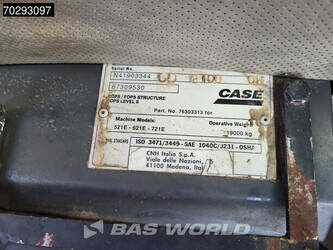 70293097
Serial No.
N41903344
87309530
CASE
ROPS / FOPS STRUCTURE
FOPS LEVEL II
Part. No. 76303313 for
Machine Models: Operative Weight
521E - 621E - 721E 19000 kg
STANDARD ISO 3471/3449 - SAE 1040C/J231 - OSHA
CNH Italia S.p.A.
Viale delle Nazioni,
41100 Modena, Ital
BAS WORLD